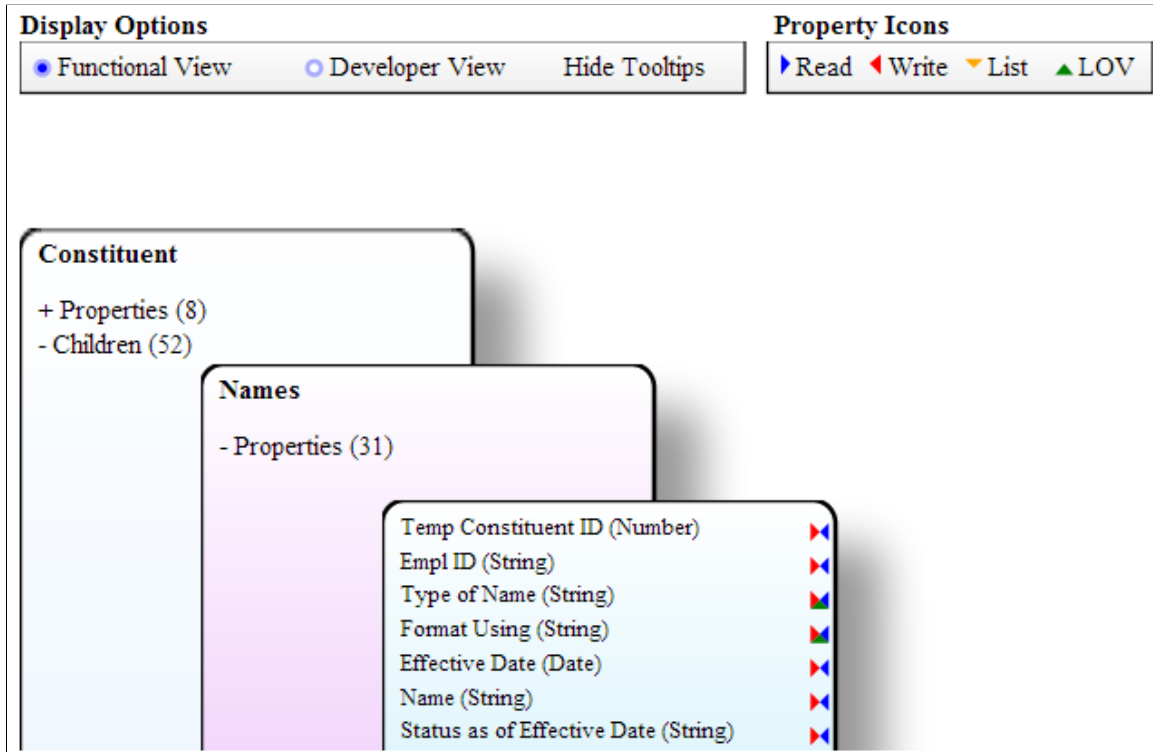 Display Options
Property Icons
Functional View Developer View Hide Tooltips
Read Write List LOV
Constituent
+ Properties (8)
- Children (52)
Names
- Properties (31)
Temp Constituent ID (Number)
Empl ID (String)
Type of Name (String)
Format Using (String)
Effective Date (Date)
Name (String)
Status as of Effective Date (String)